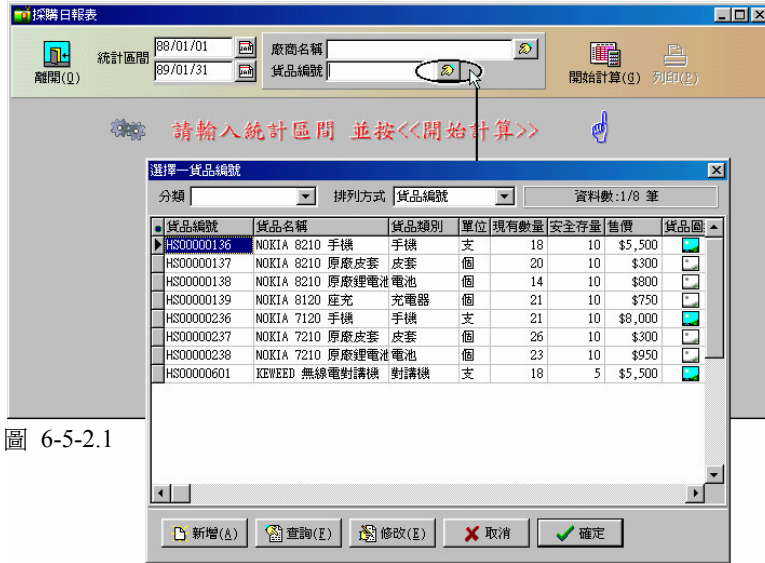 採購日報表
統計區間 88/01/01 廠商名稱
89/01/31 貨品編號
離開(Q) 開始計算(G) 列印(P)
請輸入統計區間 並按<<開始計算>>
選擇一貨品編號
分類 排列方式 貨品編號 資料數:1/8 筆
貨品編號 貨品名稱 貨品類別 單位 現有數量 安全存量 售價 貨品圖
HS00000136 NOKIA 8210 手機 手機 支 18 10 $5,500
HS00000137 NOKIA 8210 原廠皮套 皮套 個 20 10 $300
HS00000138 NOKIA 8210 原廠鋰電池 電池 個 14 10 $800
HS00000139 NOKIA 8120 座充 充電器 個 21 10 $750
HS00000236 NOKIA 7120 手機 手機 支 21 10 $8,000
HS00000237 NOKIA 7210 原廠皮套 皮套 個 26 10 $300
HS00000238 NOKIA 7210 原廠鋰電池 電池 個 23 10 $950
HS00000601 KEWEED 無線電對講機 對講機 支 18 5 $5,500
圖 6-5-2.1
新增(A) 查詢(F) 修改(E) 取消 確定